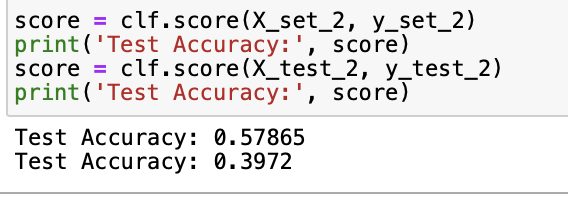 score = clf.score(X_set_2, y_set_2)
print('Test Accuracy:', score)
score = clf.score(X_test_2, y_test_2)
print('Test Accuracy:', score)
Test Accuracy: 0.57865
Test Accuracy: 0.3972